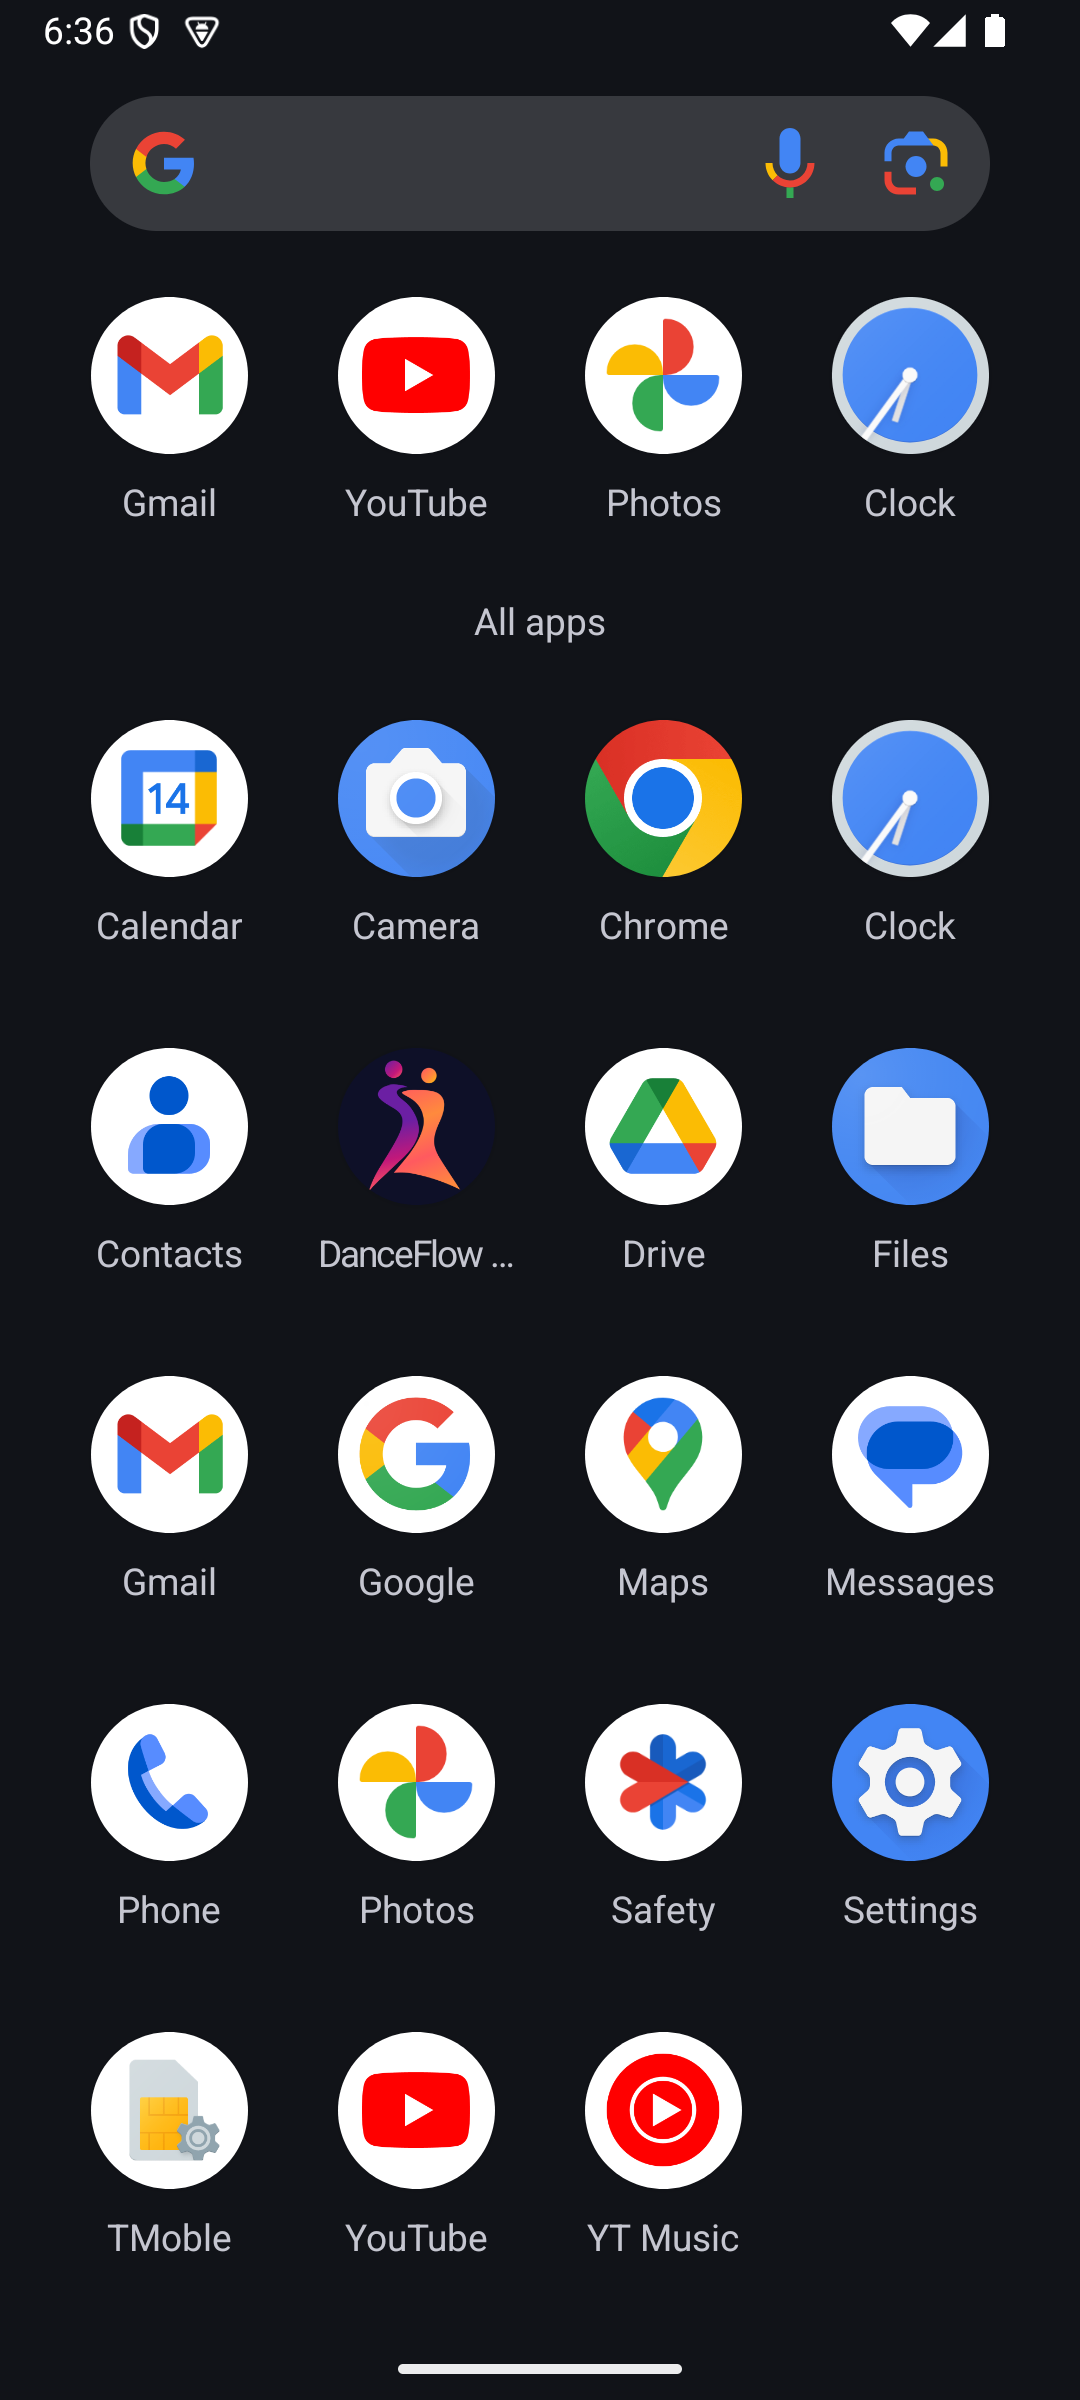 6:36
Gmail YouTube Photos Clock
All apps
14
Calendar Camera Chrome Clock
Contacts DanceFlow ... Drive Files
Gmail Google Maps Messages
Phone Photos Safety Settings
TMoble YouTube YT Music